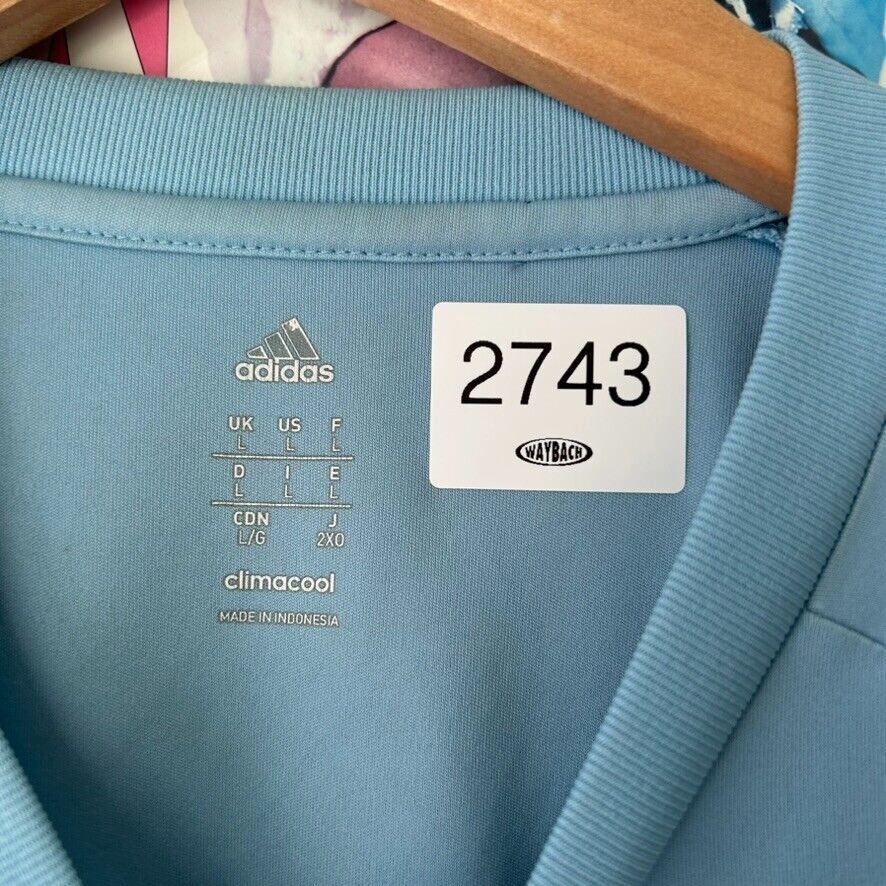 adidas
UK US F
L L L
D I E
L L L
CDN J
L/G 2XO
climacool
MADE IN INDONESIA
2743
WAYBACH